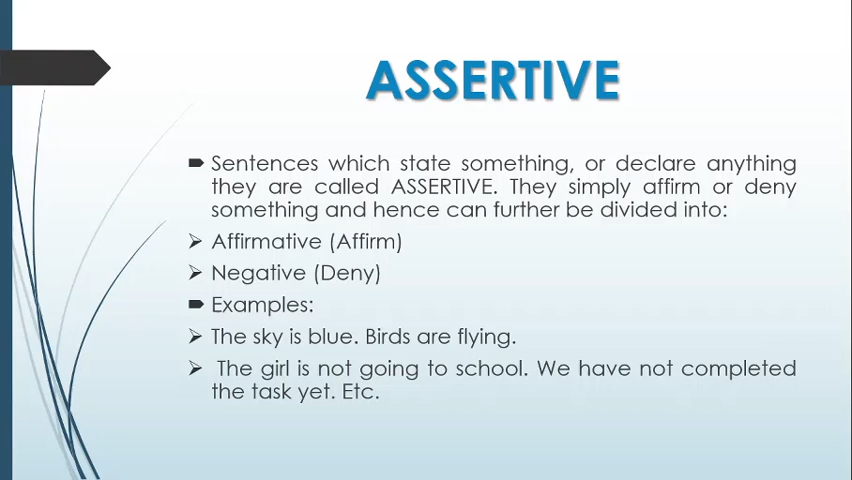 ASSERTIVE
Sentences which state something, or declare anything
they are called ASSERTIVE. They simply affirm or deny
something and hence can further be divided into:
Affirmative (Affirm)
Negative (Deny)
Examples:
The sky is blue. Birds are flying.
The girl is not going to school. We have not completed
the task yet. Etc.